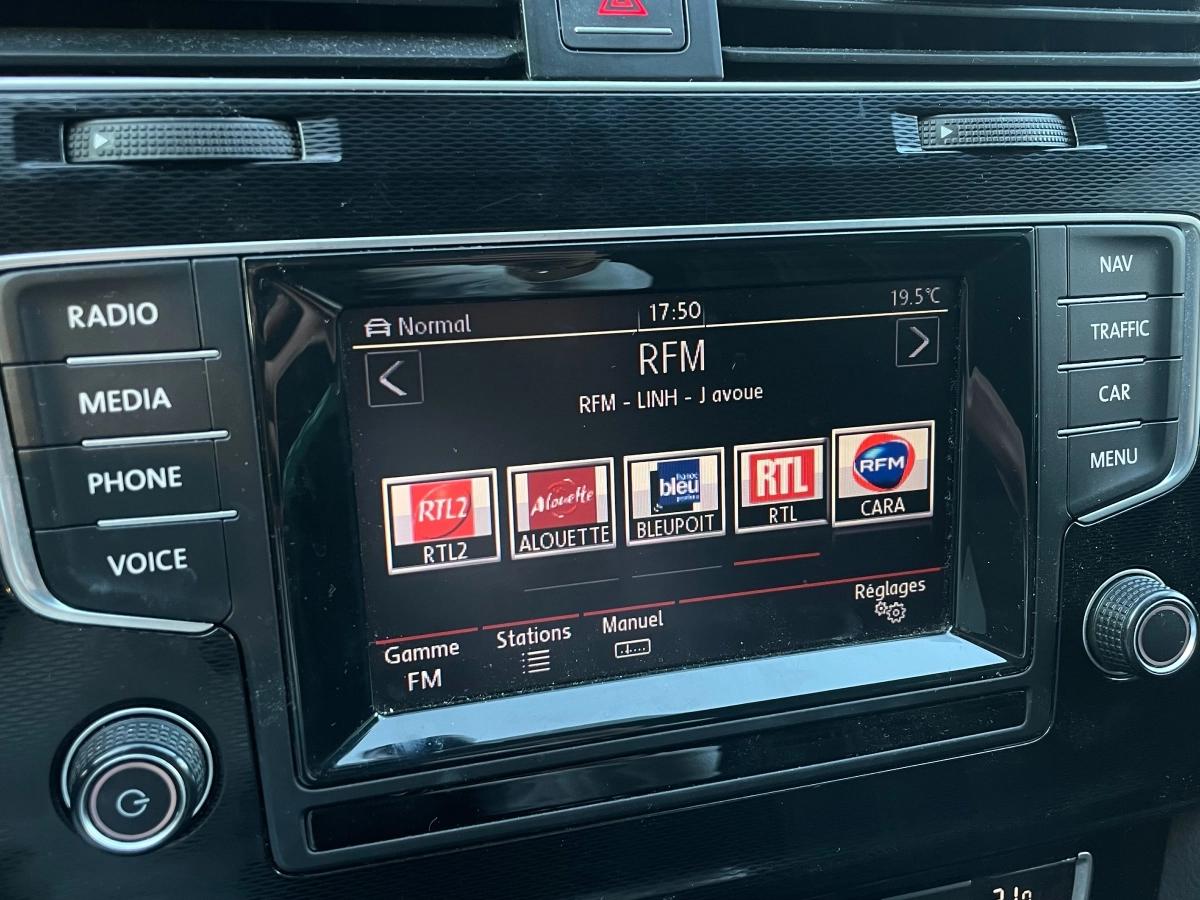 RADIO
MEDIA
PHONE
VOICE
NAV
TRAFFIC
CAR
MENU
Normal
17:50
19.5°C
RFM
RFM - LINH - J avoue
RTL2
RTL2
Alouette
ALOUETTE
bleu
BLEUPOIT
RTL
RTL
RFM
CARA
Gamme
FM
Stations
Manuel
Réglages